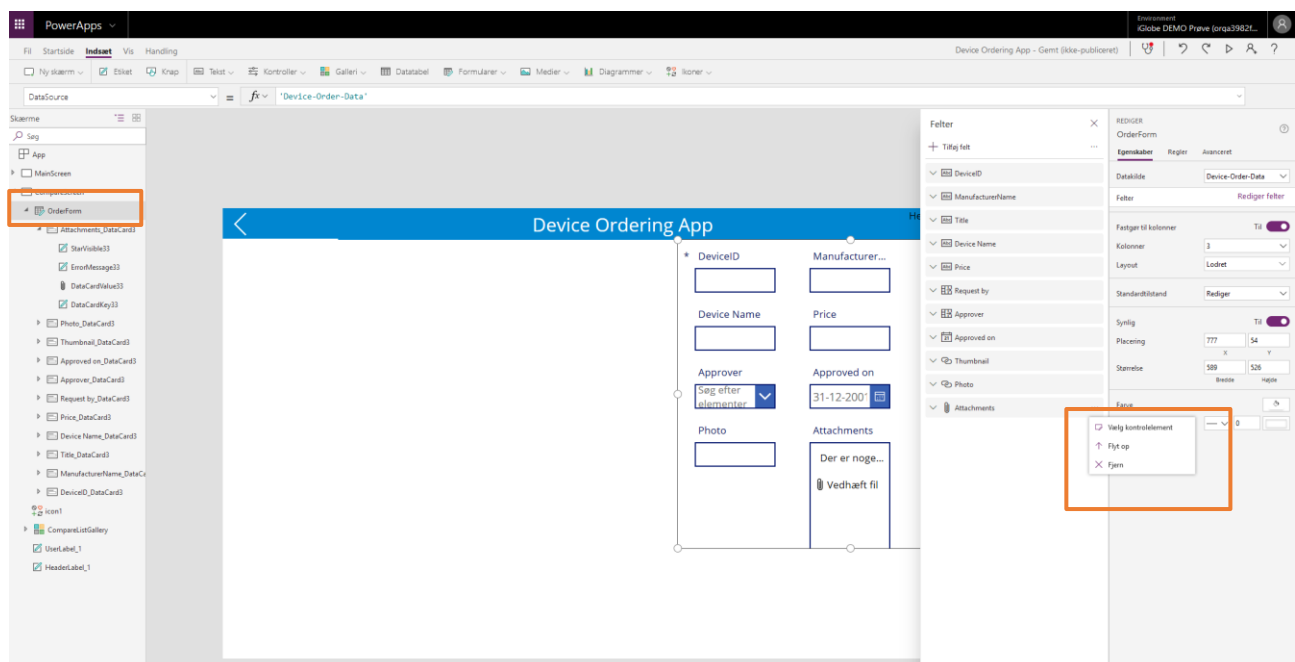 PowerApps
Environment
iGlobe DEMO Prøve (orga3982f...
Fil Startside Indsæt Vis Handling
Device Ordering App - Gemt (ikke-publiceret)
Ny skærm Etiket Knap Tekst Kontroller Galleri Datatabel Formularer Medier Diagrammer Ikoner
DataSource = fx 'Device-Order-Data'
Skærme
Søg
App
MainScreen
CompareScreen
OrderForm
Attachments_DataCard3
StarVisible33
ErrorMessage33
DataCardValue33
DataCardKey33
Photo_DataCard3
Thumbnail_DataCard3
Approved on_DataCard3
Approver_DataCard3
Request by_DataCard3
Price_DataCard3
Device Name_DataCard3
Title_DataCard3
ManufacturerName_DataCa
DeviceID_DataCard3
icon1
CompareListGallery
UserLabel_1
HeaderLabel_1
Device Ordering App
He
* DeviceID Manufacturer...
Device Name Price
Approver Approved on
Søg efter elementer
31-12-2001
Photo Attachments
Der er noge...
Vedhæft fil
Felter
Tilføj felt ...
DeviceID
ManufacturerName
Title
Device Name
Price
Request by
Approver
Approved on
Thumbnail
Photo
Attachments
Vælg kontrolelement
Flyt op
Fjern
REDIGER
OrderForm
Egenskaber Regler Avanceret
Datakilde Device-Order-Data
Felter Rediger felter
Fastgør til kolonner Til
Kolonner 3
Layout Lodret
Standardtilstand Rediger
Synlig Til
Placering 777 54
X Y
Størrelse 589 526
Bredde Højde
Farve
0